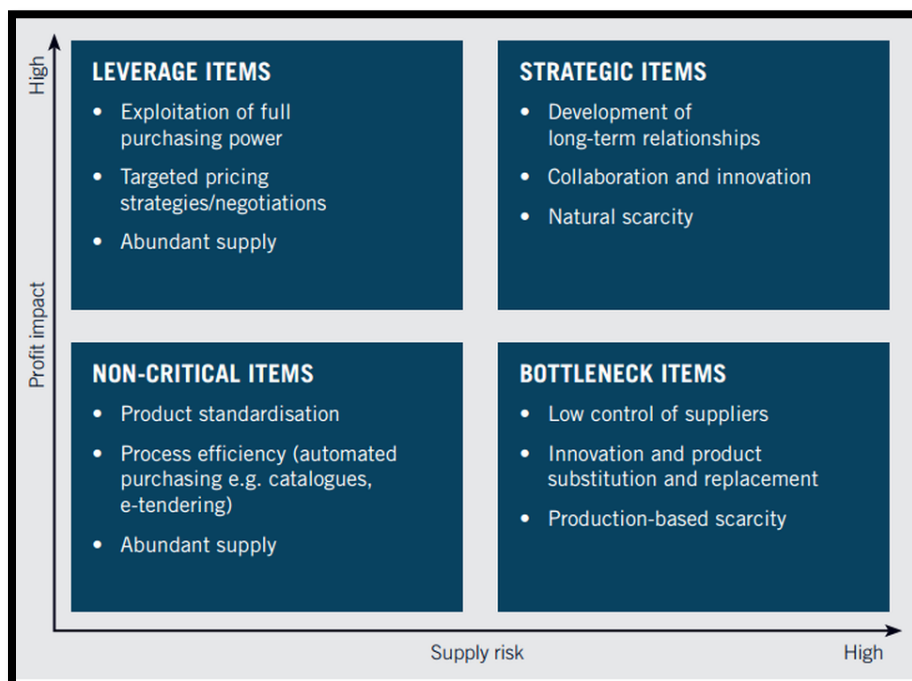 High
LEVERAGE ITEMS
• Exploitation of full
purchasing power
• Targeted pricing
strategies/negotiations
• Abundant supply
STRATEGIC ITEMS
• Development of
long-term relationships
• Collaboration and innovation
• Natural scarcity
Profit impact
NON-CRITICAL ITEMS
• Product standardisation
• Process efficiency (automated
purchasing e.g. catalogues,
e-tendering)
• Abundant supply
BOTTLENECK ITEMS
• Low control of suppliers
• Innovation and product
substitution and replacement
• Production-based scarcity
Supply risk
High